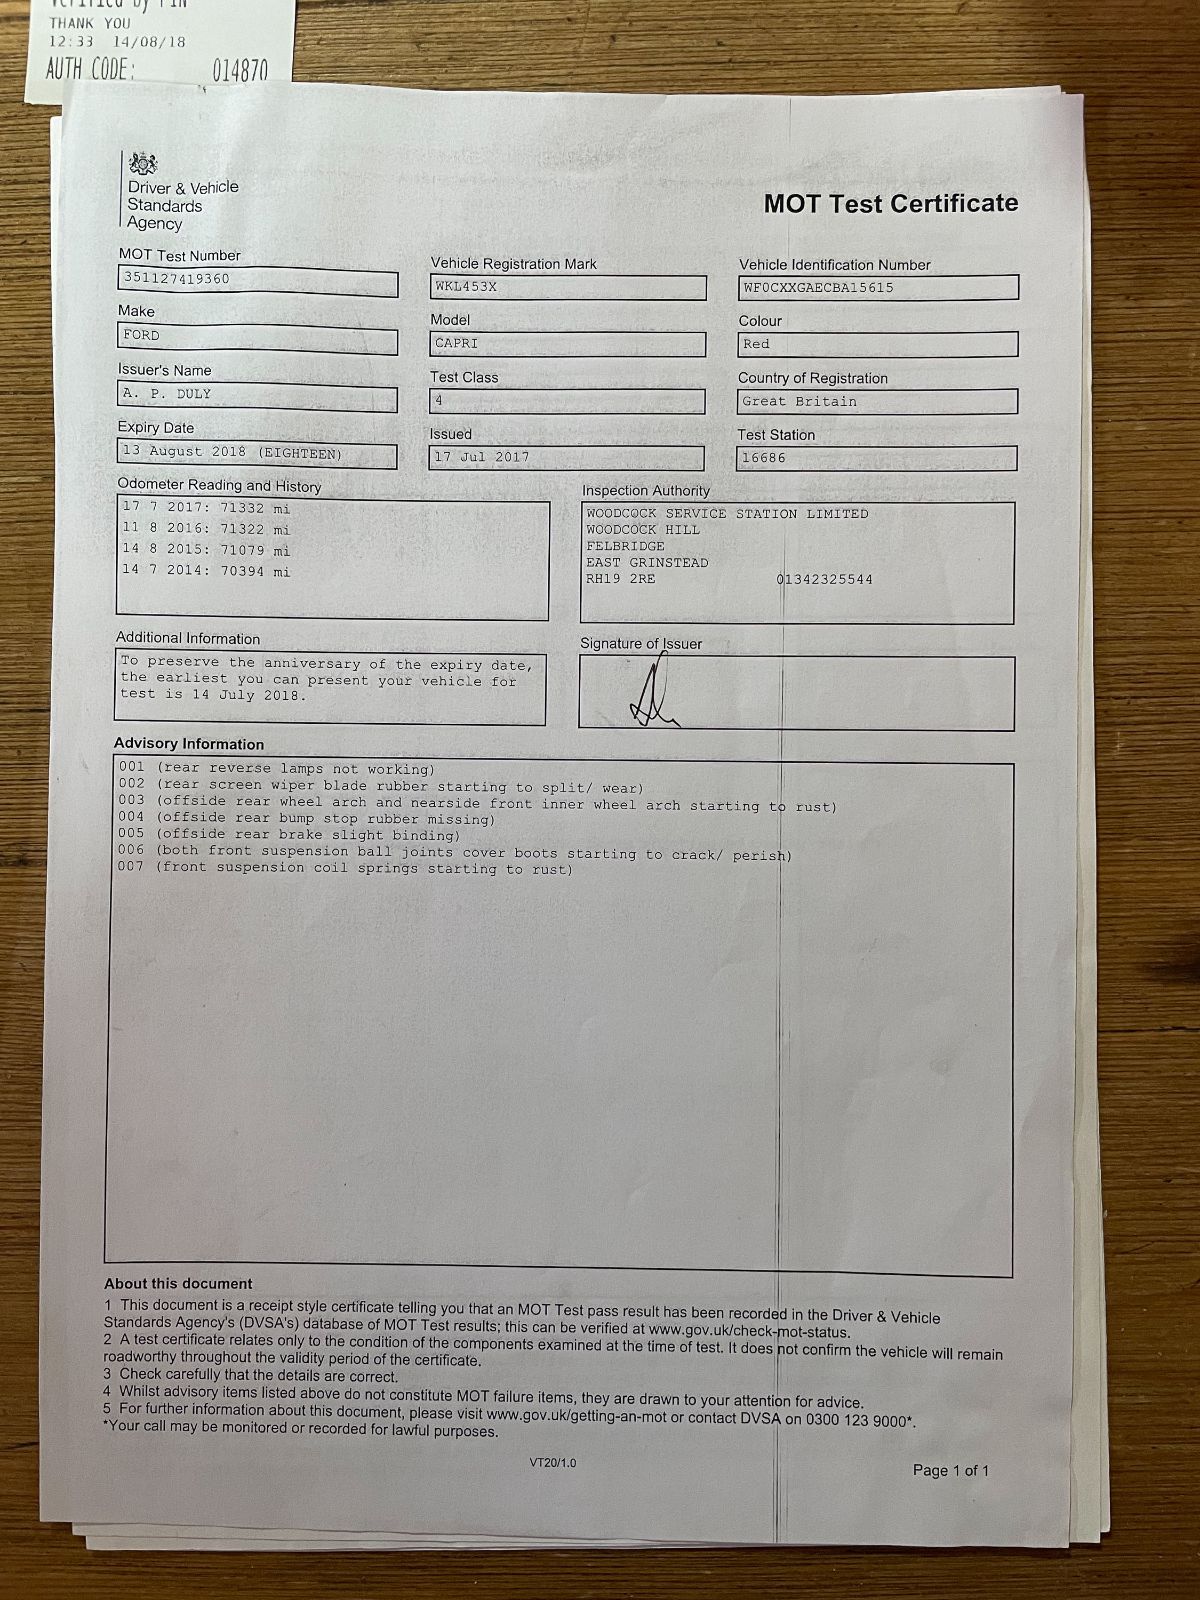 Verified by PIN
THANK YOU
12:33 14/08/18
AUTH CODE: 014870
Driver & Vehicle
Standards
Agency
MOT Test Certificate
MOT Test Number
351127419360
Vehicle Registration Mark
WKL453X
Vehicle Identification Number
WF0CXXGAECBA15615
Make
FORD
Model
CAPRI
Colour
Red
Issuer's Name
A. P. DULY
Test Class
4
Country of Registration
Great Britain
Expiry Date
13 August 2018 (EIGHTEEN)
Issued
17 Jul 2017
Test Station
16686
Odometer Reading and History
17 7 2017: 71332 mi
11 8 2016: 71322 mi
14 8 2015: 71079 mi
14 7 2014: 70394 mi
Inspection Authority
WOODCOCK SERVICE STATION LIMITED
WOODCOCK HILL
FELBRIDGE
EAST GRINSTEAD
RH19 2RE 01342325544
Additional Information
To preserve the anniversary of the expiry date,
the earliest you can present your vehicle for
test is 14 July 2018.
Signature of Issuer
Advisory Information
001 (rear reverse lamps not working)
002 (rear screen wiper blade rubber starting to split/ wear)
003 (offside rear wheel arch and nearside front inner wheel arch starting to rust)
004 (offside rear bump stop rubber missing)
005 (offside rear brake slight binding)
006 (both front suspension ball joints cover boots starting to crack/ perish)
007 (front suspension coil springs starting to rust)
About this document
1 This document is a receipt style certificate telling you that an MOT Test pass result has been recorded in the Driver & Vehicle
Standards Agency's (DVSA's) database of MOT Test results; this can be verified at www.gov.uk/check-mot-status.
2 A test certificate relates only to the condition of the components examined at the time of test. It does not confirm the vehicle will remain
roadworthy throughout the validity period of the certificate.
3 Check carefully that the details are correct.
4 Whilst advisory items listed above do not constitute MOT failure items, they are drawn to your attention for advice.
5 For further information about this document, please visit www.gov.uk/getting-an-mot or contact DVSA on 0300 123 9000*.
*Your call may be monitored or recorded for lawful purposes.
VT20/1.0
Page 1 of 1